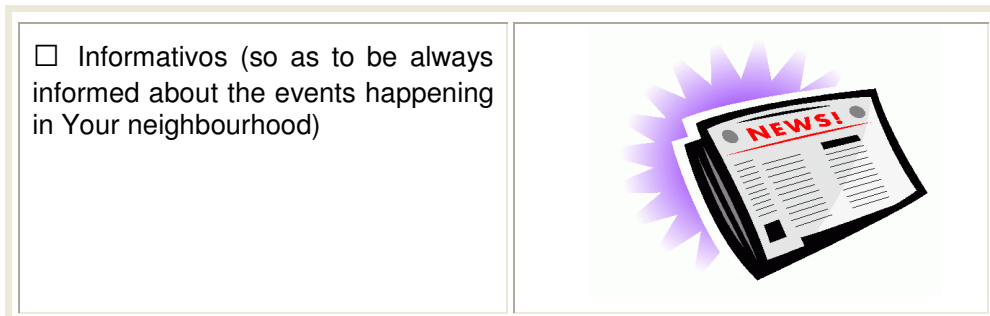 ☐ Informativos (so as to be always
informed about the events happening
in Your neighbourhood)
NEWS!